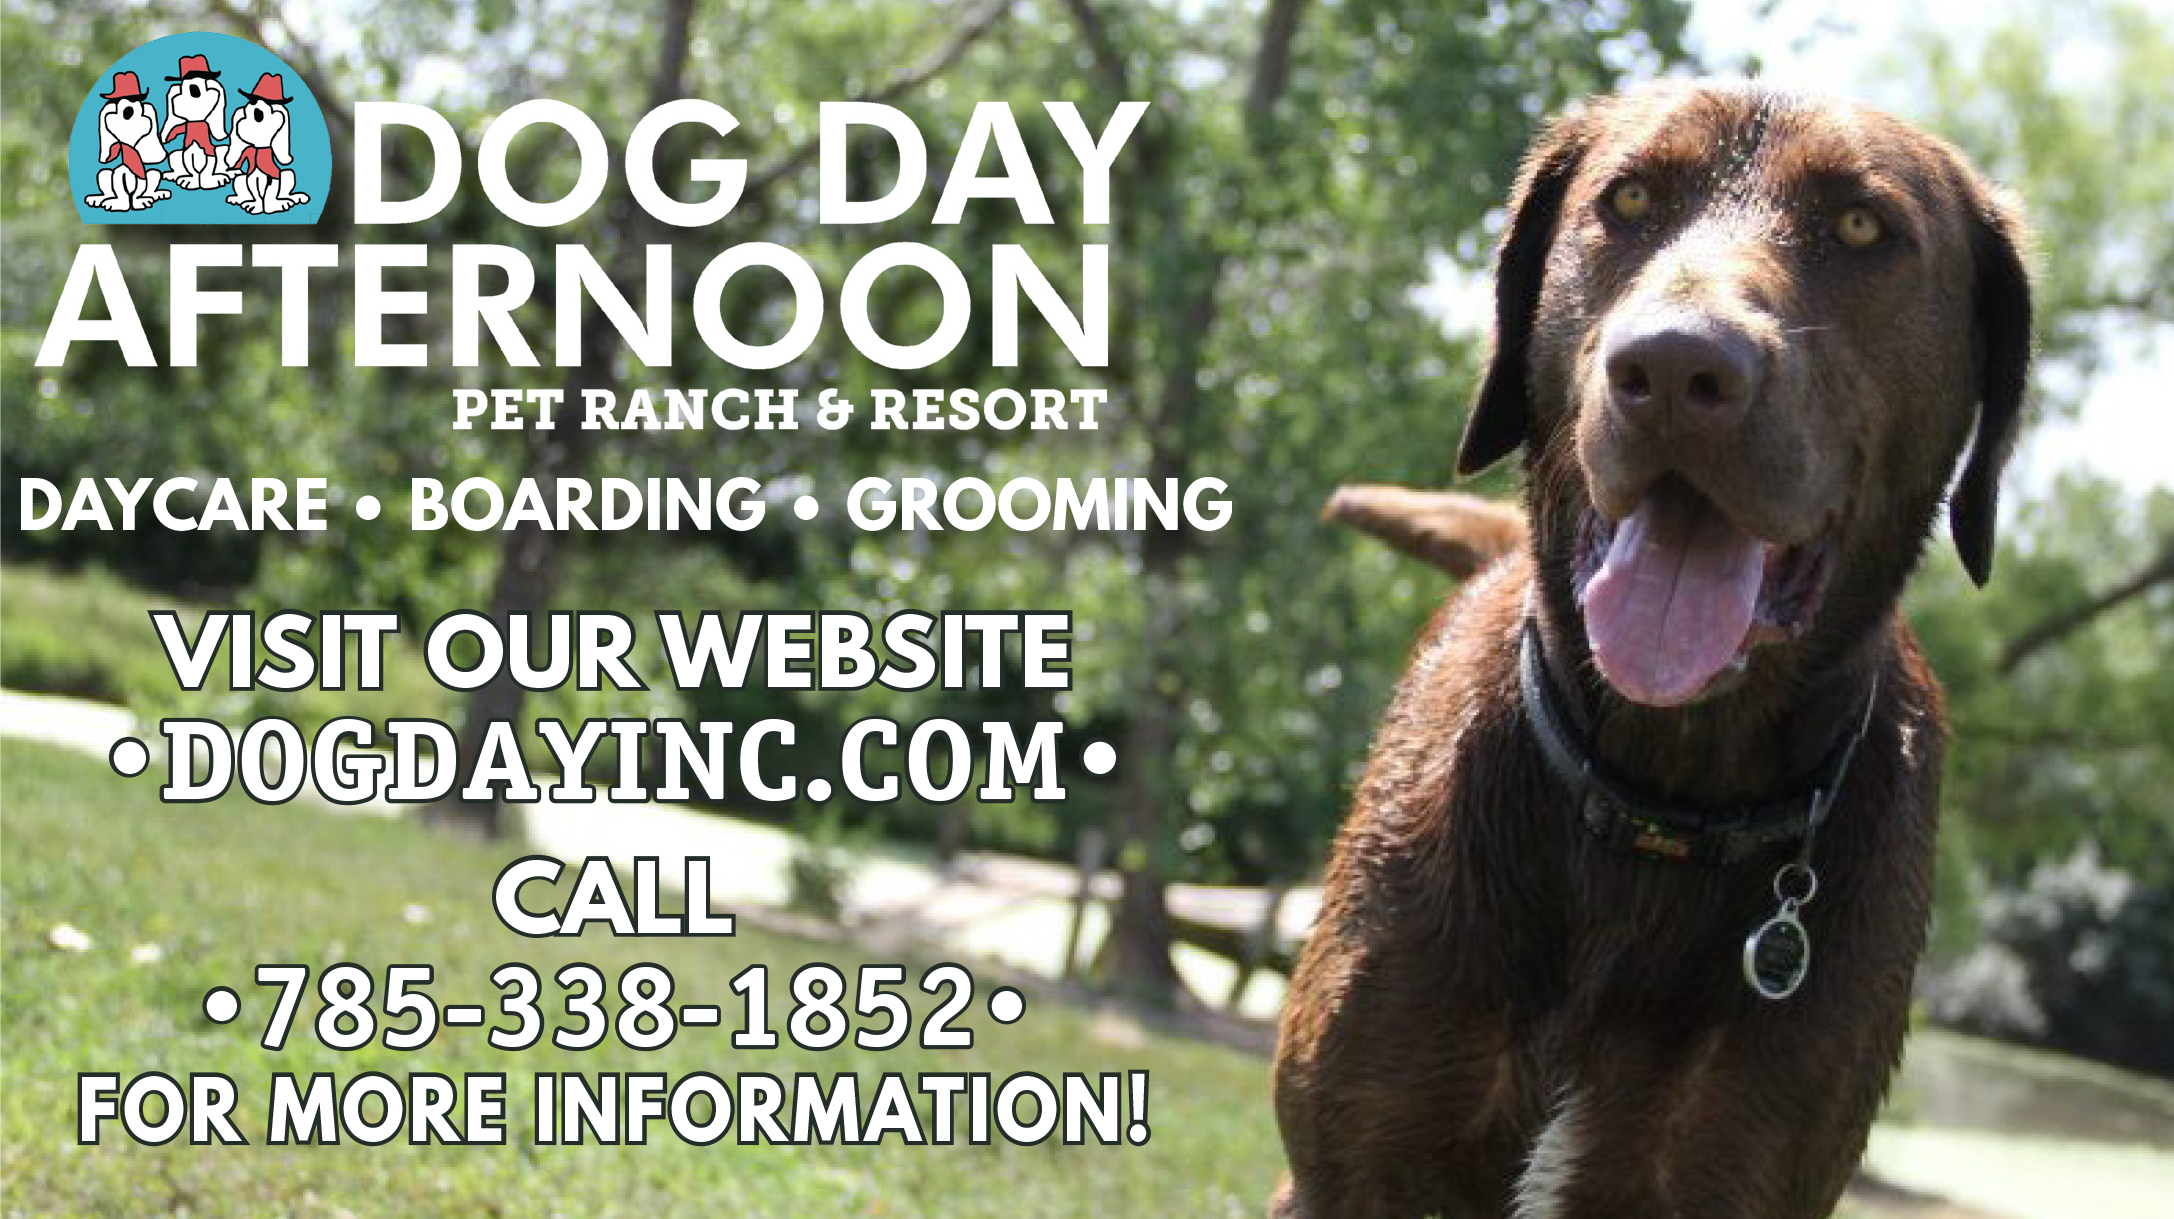 DOG DAY
AFTERNOON
PET RANCH & RESORT
DAYCARE • BOARDING • GROOMING
VISIT OUR WEBSITE
•DOGDAYINC.COM•
CALL
•785-338-1852•
FOR MORE INFORMATION!